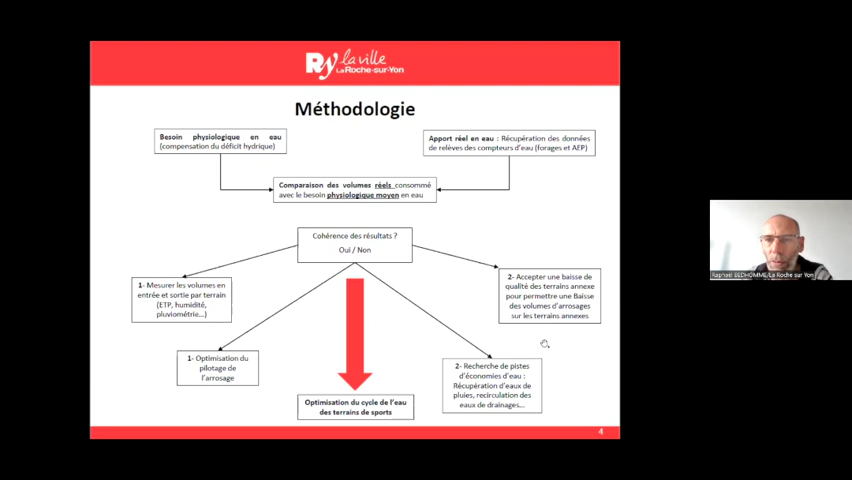 Ry la ville
LA ROCHE-SUR-YON
Méthodologie
Besoin physiologique en eau
(compensation du déficit hydrique)
Apport réel en eau : Récupération des données
de relèves des compteurs d'eau (forages et AEP)
Comparaison des volumes réels consommé
avec le besoin physiologique moyen en eau
Cohérence des résultats ?
Oui / Non
1- Mesurer les volumes en
entrée et sortie par terrain
(ETP, humidité,
pluviométrie...)
2- Accepter une baisse de
qualité des terrains annexe
pour permettre une Baisse
des volumes d'arrosages
sur les terrains annexes
1- Optimisation du
pilotage de
l'arrosage
2- Recherche de pistes
d'économies d'eau :
Récupération d'eaux de
pluies, recirculation des
eaux de drainages...
Optimisation du cycle de l'eau
des terrains de sports
4
Raphaël BEDHOMME/La Roche sur Yon